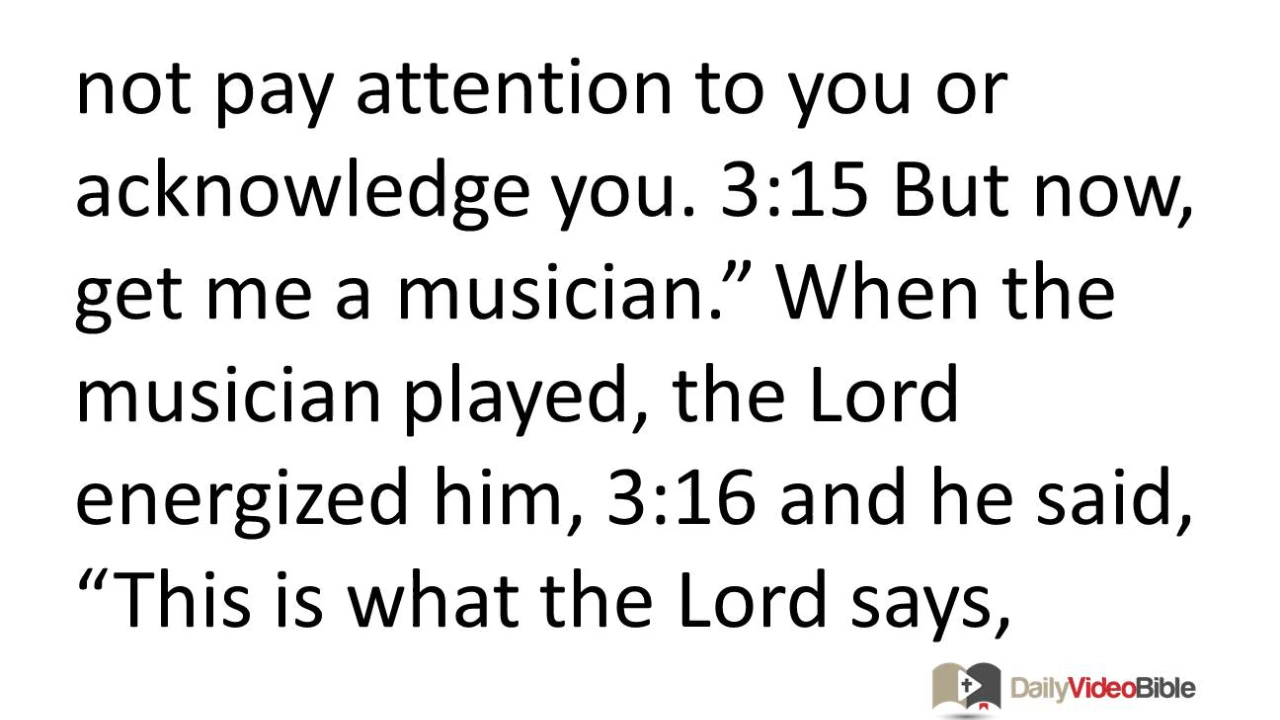 not pay attention to you or
acknowledge you. 3:15 But now,
get me a musician.” When the
musician played, the Lord
energized him, 3:16 and he said,
“This is what the Lord says,
DailyVideoBible